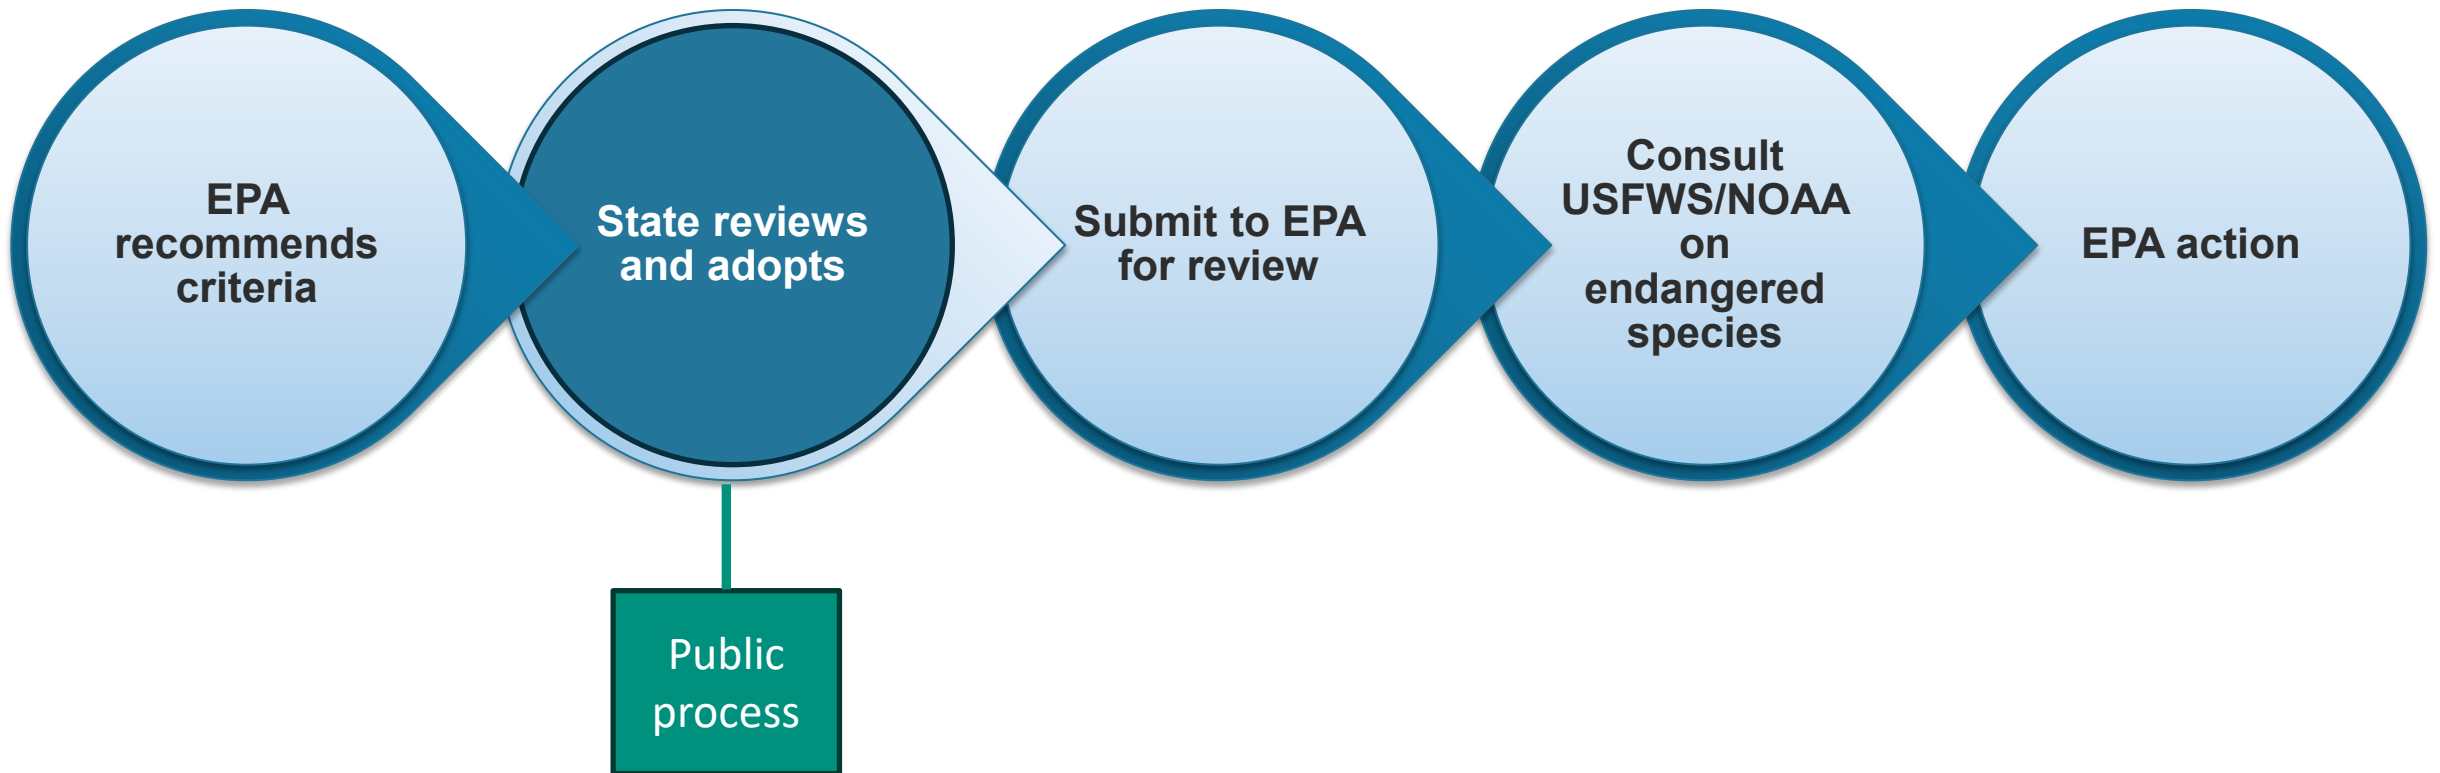 EPA
recommends
criteria
State reviews
and adopts
Submit to EPA
for review
Consult
USFWS/NOAA
on
endangered
species
EPA action
Public
process